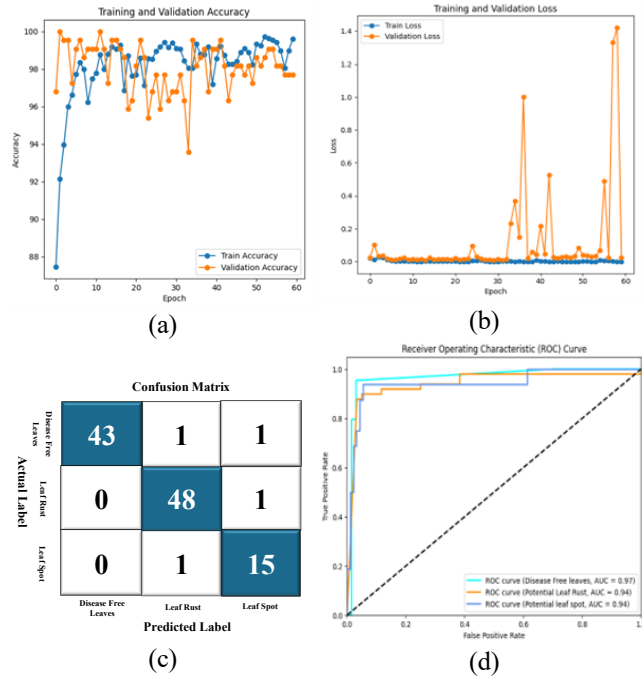 Training and Validation Accuracy
100
98
96
94
92
90
88
Accuracy
Train Accuracy
Validation Accuracy
0 10 20 30 40 50 60
Epoch
(a)
Training and Validation Loss
Train Loss
Validation Loss
1.4
1.2
1.0
0.8
0.6
0.4
0.2
0.0
Loss
0 10 20 30 40 50 60
Epoch
(b)
Confusion Matrix
Actual Label
Disease Free
Leaves
Leaf Rust
Leaf Spot
43 1 1
0 48 1
0 1 15
Disease Free
Leaves
Leaf Rust
Leaf Spot
Predicted Label
(c)
Receiver Operating Characteristic (ROC) Curve
1.0
0.8
0.6
0.4
0.2
0.0
True Positive Rate
ROC curve (Disease Free leaves, AUC = 0.97)
ROC curve (Potential Leaf Rust, AUC = 0.94)
ROC curve (Potential leaf spot, AUC = 0.94)
0.0 0.2 0.4 0.6 0.8 1.
False Positive Rate
(d)